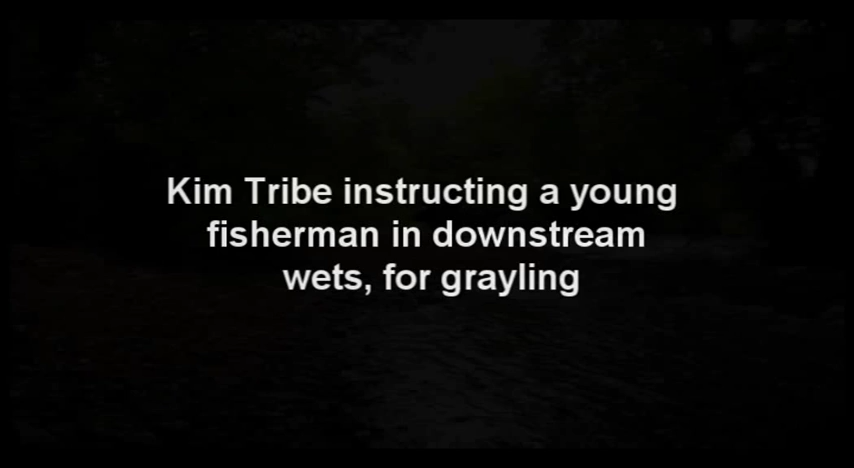 Kim Tribe instructing a young
fisherman in downstream
wets, for grayling